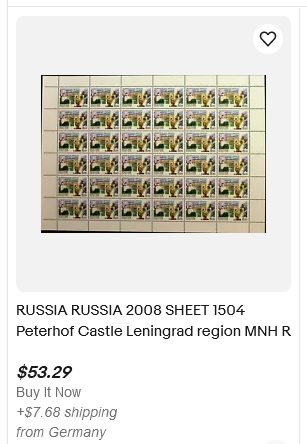 RUSSIA RUSSIA 2008 SHEET 1504
Peterhof Castle Leningrad region MNH R
$53.29
Buy It Now
+$7.68 shipping
from Germany